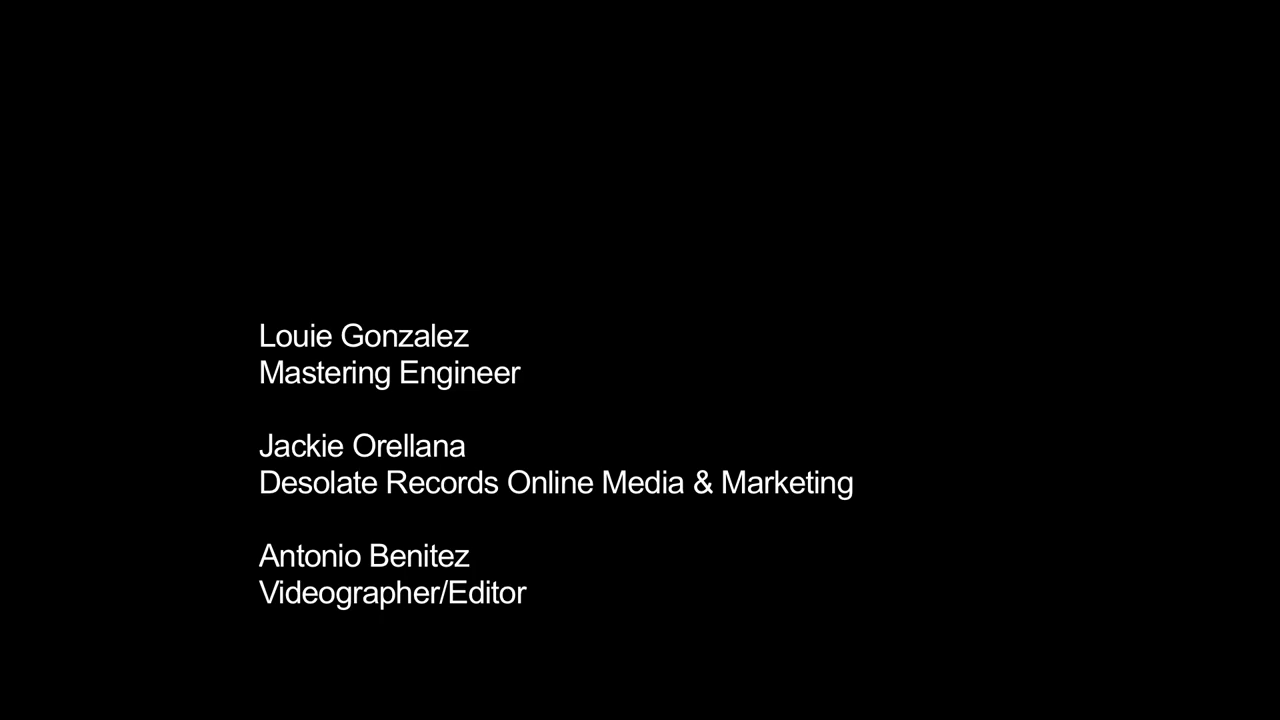 Louie Gonzalez
Mastering Engineer
Jackie Orellana
Desolate Records Online Media & Marketing
Antonio Benitez
Videographer/Editor